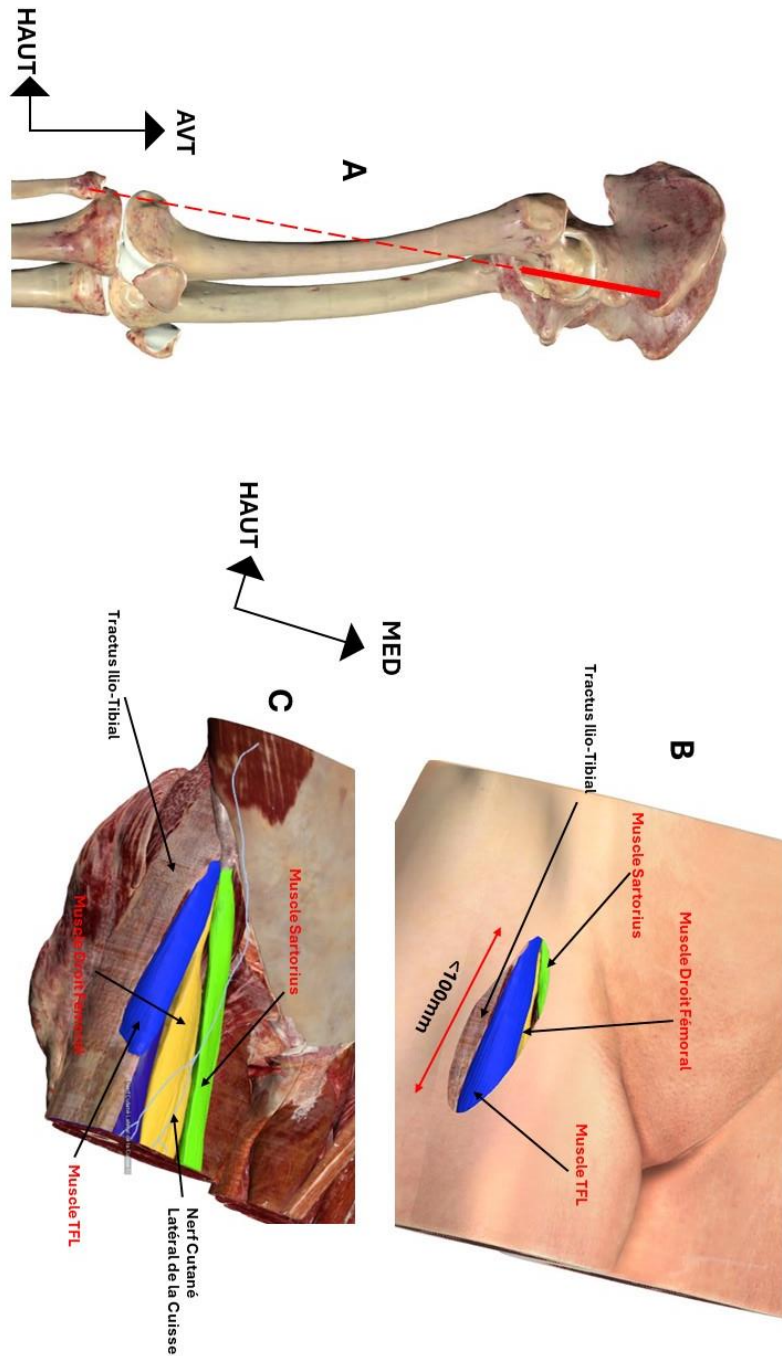 A
AVT
HAUT
B
Muscle Droit Fémoral
Muscle Sartorius
Tractus Ilio-Tibial
Muscle TFL
<100mm
MED
HAUT
C
Muscle Sartorius
Nerf Cutané
Latéral de la Cuisse
Tractus Ilio-Tibial
Muscle Droit Fémoral
Muscle TFL